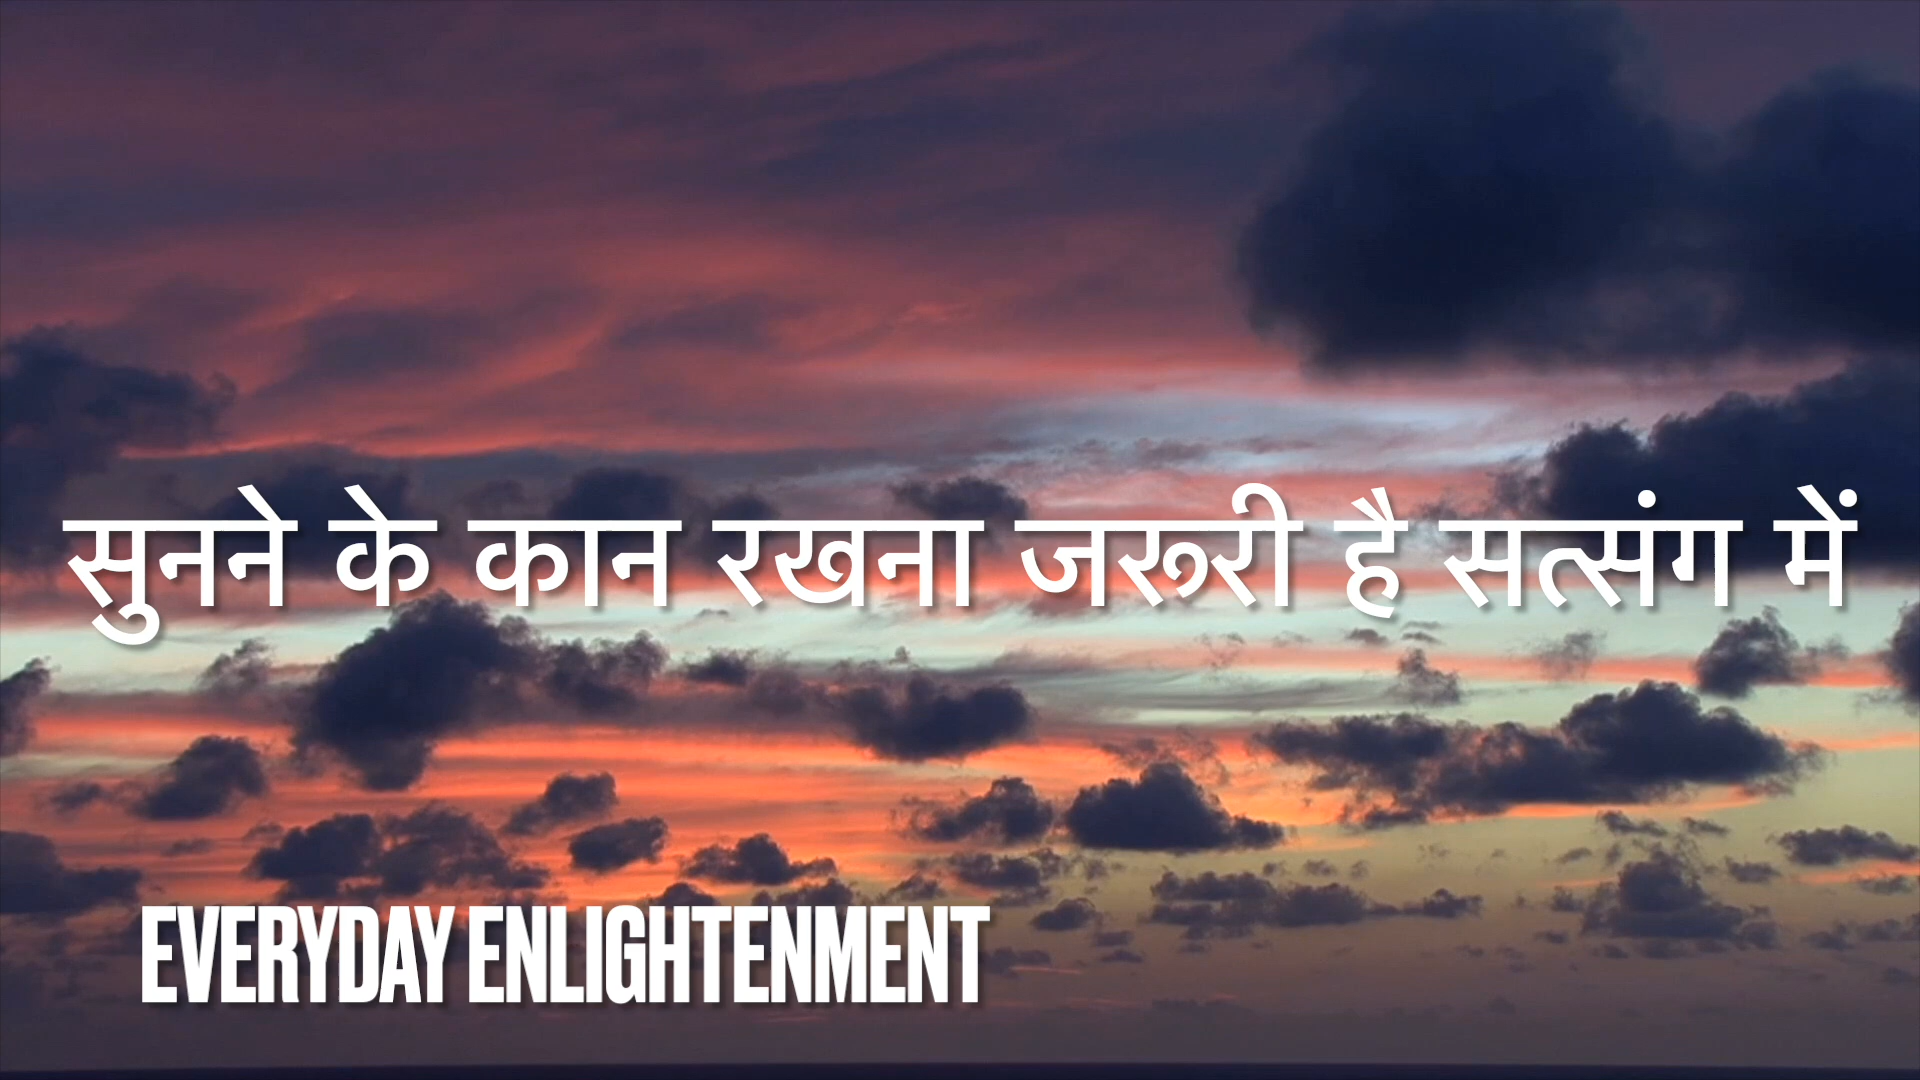 सुनने के कान रखना जरूरी है सत्संग में
EVERYDAY ENLIGHTENMENT